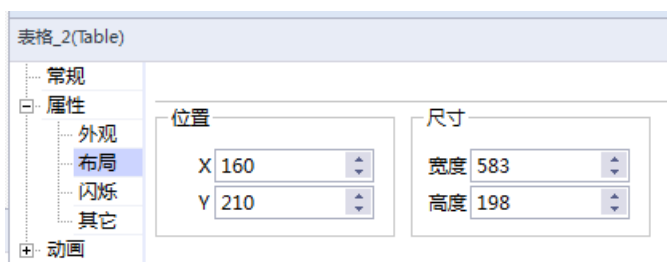 表格_2(Table)
常规
属性
外观
布局
闪烁
其它
动画
位置
X 160
Y 210
尺寸
宽度 583
高度 198